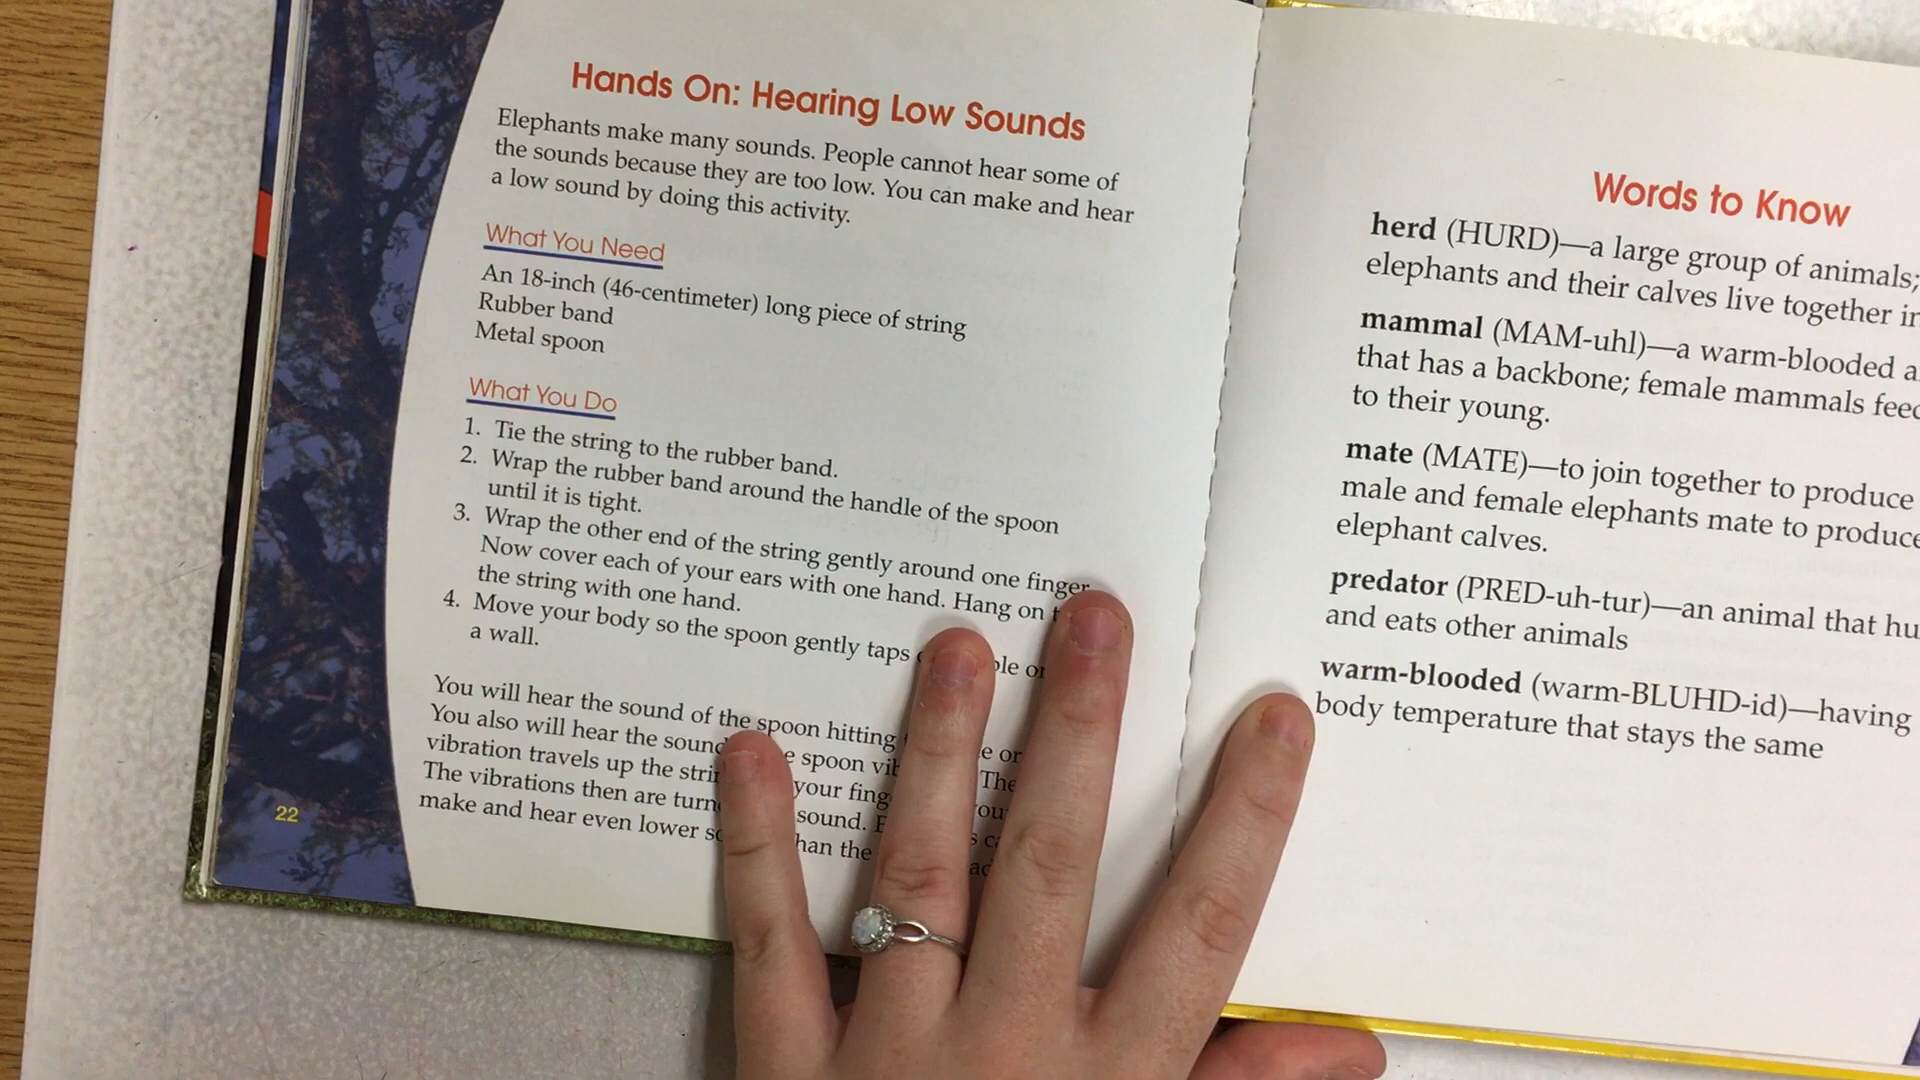 Hands On: Hearing Low Sounds
Elephants make many sounds. People cannot hear some of
the sounds because they are too low. You can make and hear
a low sound by doing this activity.
What You Need
An 18-inch (46-centimeter) long piece of string
Rubber band
Metal spoon
What You Do
1. Tie the string to the rubber band.
2. Wrap the rubber band around the handle of the spoon
until it is tight.
3. Wrap the other end of the string gently around one finger.
Now cover each of your ears with one hand. Hang on
the string with one hand.
4. Move your body so the spoon gently taps or
a wall.
You will hear the sound of the spoon hitting or
You also will hear the spoon The
vibration travels up the your
The vibrations then are sound.
make and hear even lower the
22
Words to Know
herd (HURD)—a large group of animals;
elephants and their calves live together in
mammal (MAM-uhl)—a warm-blooded
that has a backbone; female mammals feed
to their young.
mate (MATE)—to join together to produce
male and female elephants mate to produce
elephant calves.
predator (PRED-uh-tur)—an animal that
and eats other animals
warm-blooded (warm-BLUHD-id)—having
body temperature that stays the same